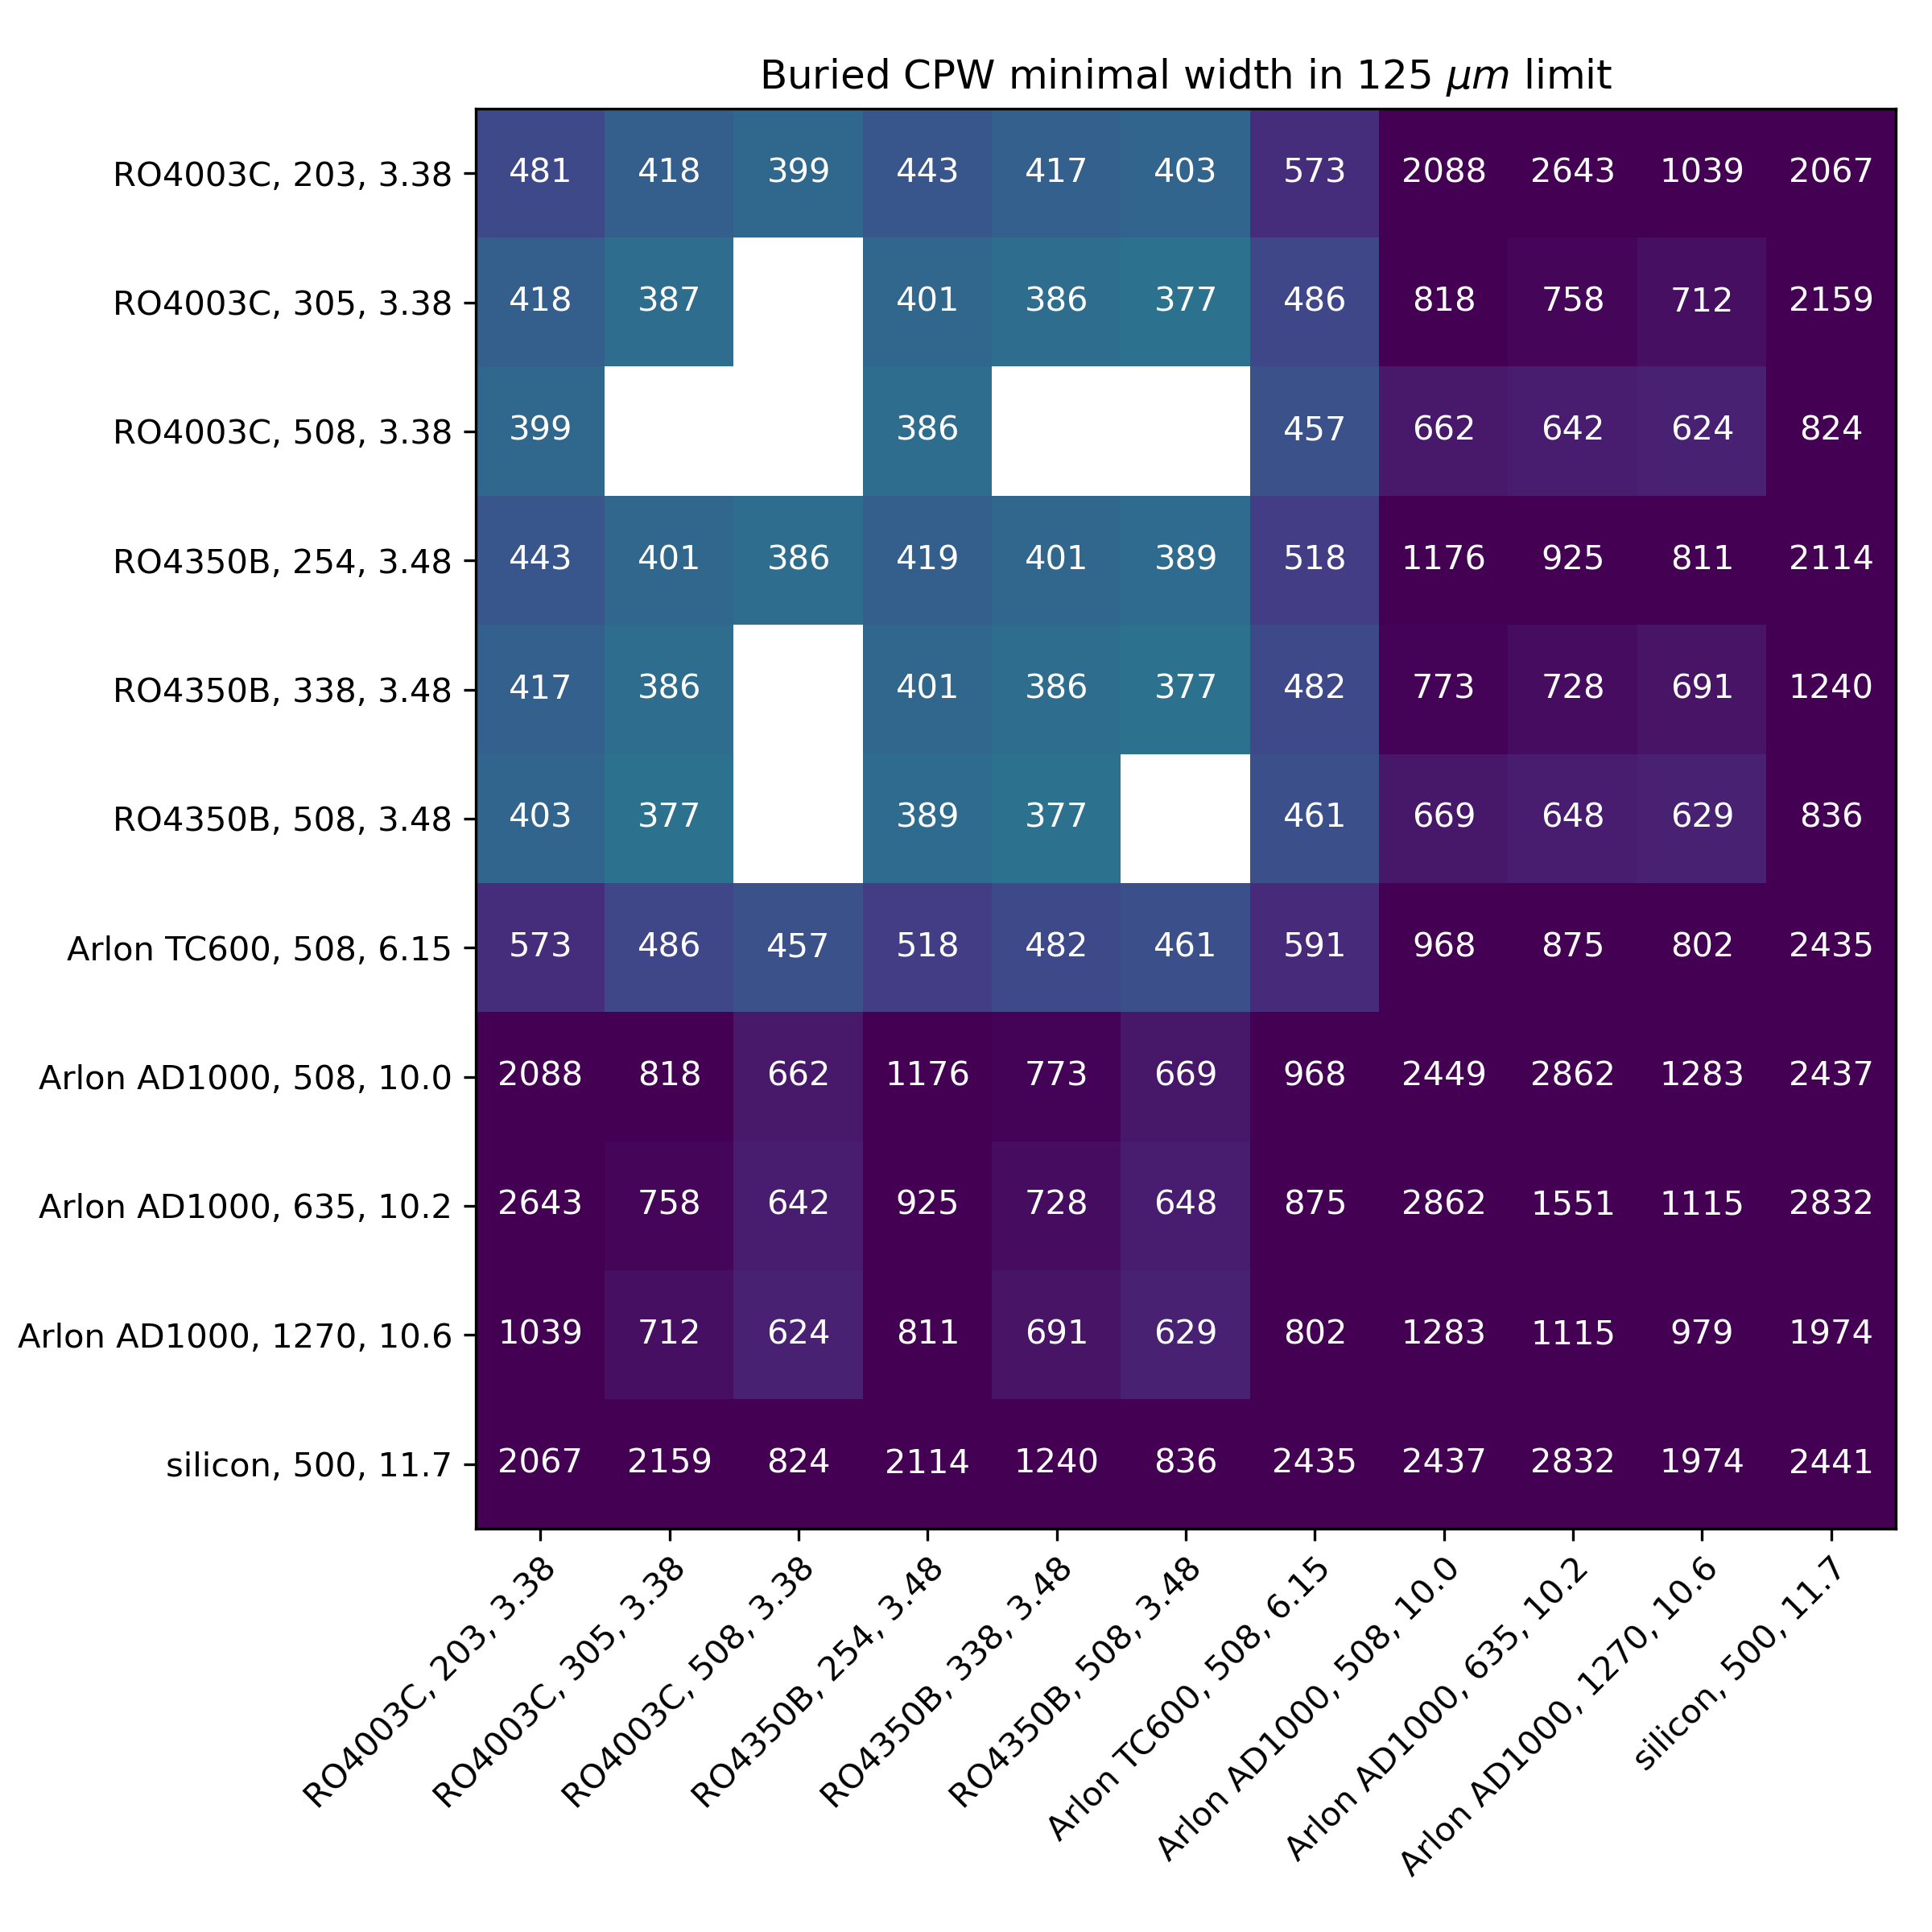 Buried CPW minimal width in 125 μm limit
RO4003C, 203, 3.38 481 418 399 443 417 403 573 2088 2643 1039 2067
RO4003C, 305, 3.38 418 387 401 386 377 486 818 758 712 2159
RO4003C, 508, 3.38 399 386 457 662 642 624 824
RO4350B, 254, 3.48 443 401 386 419 401 389 518 1176 925 811 2114
RO4350B, 338, 3.48 417 386 401 386 377 482 773 728 691 1240
RO4350B, 508, 3.48 403 377 389 377 461 669 648 629 836
Arlon TC600, 508, 6.15 573 486 457 518 482 461 591 968 875 802 2435
Arlon AD1000, 508, 10.0 2088 818 662 1176 773 669 968 2449 2862 1283 2437
Arlon AD1000, 635, 10.2 2643 758 642 925 728 648 875 2862 1551 1115 2832
Arlon AD1000, 1270, 10.6 1039 712 624 811 691 629 802 1283 1115 979 1974
silicon, 500, 11.7 2067 2159 824 2114 1240 836 2435 2437 2832 1974 2441
RO4003C, 203, 3.38
RO4003C, 305, 3.38
RO4003C, 508, 3.38
RO4350B, 254, 3.48
RO4350B, 338, 3.48
RO4350B, 508, 3.48
Arlon TC600, 508, 6.15
Arlon AD1000, 508, 10.0
Arlon AD1000, 635, 10.2
Arlon AD1000, 1270, 10.6
silicon, 500, 11.7